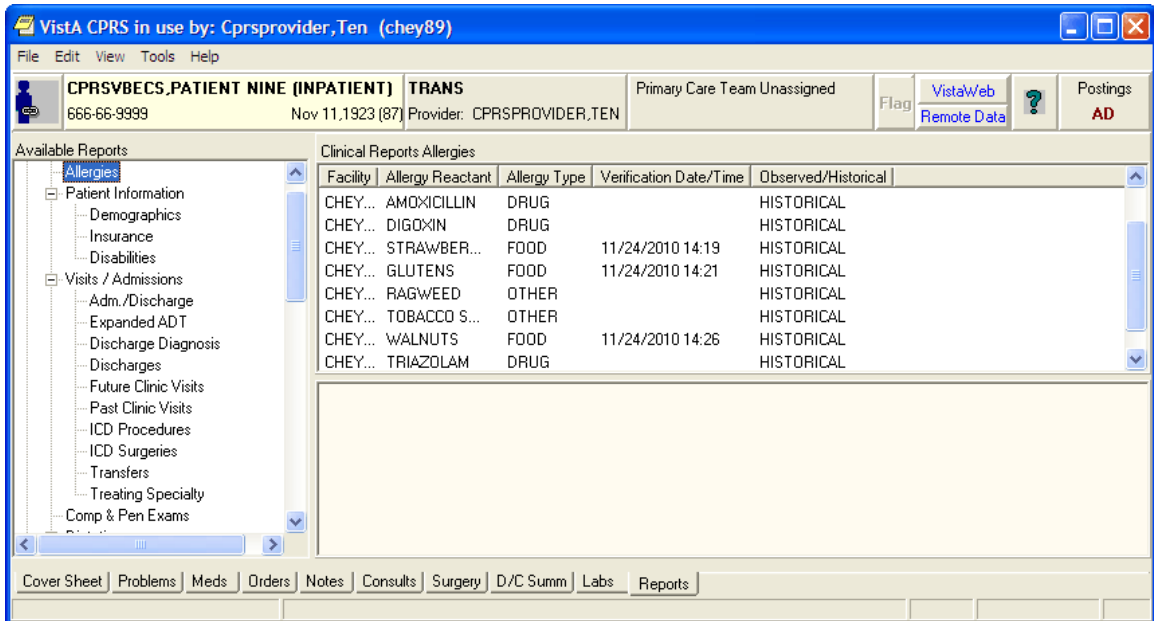 VistA CPRS in use by: Cprsprovider,Ten (chey89)
File Edit View Tools Help
CPRSVBECS,PATIENT NINE (INPATIENT) TRANS Primary Care Team Unassigned Flag VistaWeb ? Postings
666-66-9999 Nov 11,1923 (87) Provider: CPRSPROVIDER,TEN Remote Data AD
Available Reports
Allergies
Patient Information
Demographics
Insurance
Disabilities
Visits / Admissions
Adm./Discharge
Expanded ADT
Discharge Diagnosis
Discharges
Future Clinic Visits
Past Clinic Visits
ICD Procedures
ICD Surgeries
Transfers
Treating Specialty
Comp & Pen Exams
Clinical Reports Allergies
Facility Allergy Reactant Allergy Type Verification Date/Time Observed/Historical
CHEY... AMOXICILLIN DRUG HISTORICAL
CHEY... DIGOXIN DRUG HISTORICAL
CHEY... STRAWBER... FOOD 11/24/2010 14:19 HISTORICAL
CHEY... GLUTENS FOOD 11/24/2010 14:21 HISTORICAL
CHEY... RAGWEED OTHER HISTORICAL
CHEY... TOBACCO S... OTHER HISTORICAL
CHEY... WALNUTS FOOD 11/24/2010 14:26 HISTORICAL
CHEY... TRIAZOLAM DRUG HISTORICAL
Cover Sheet Problems Meds Orders Notes Consults Surgery D/C Summ Labs Reports